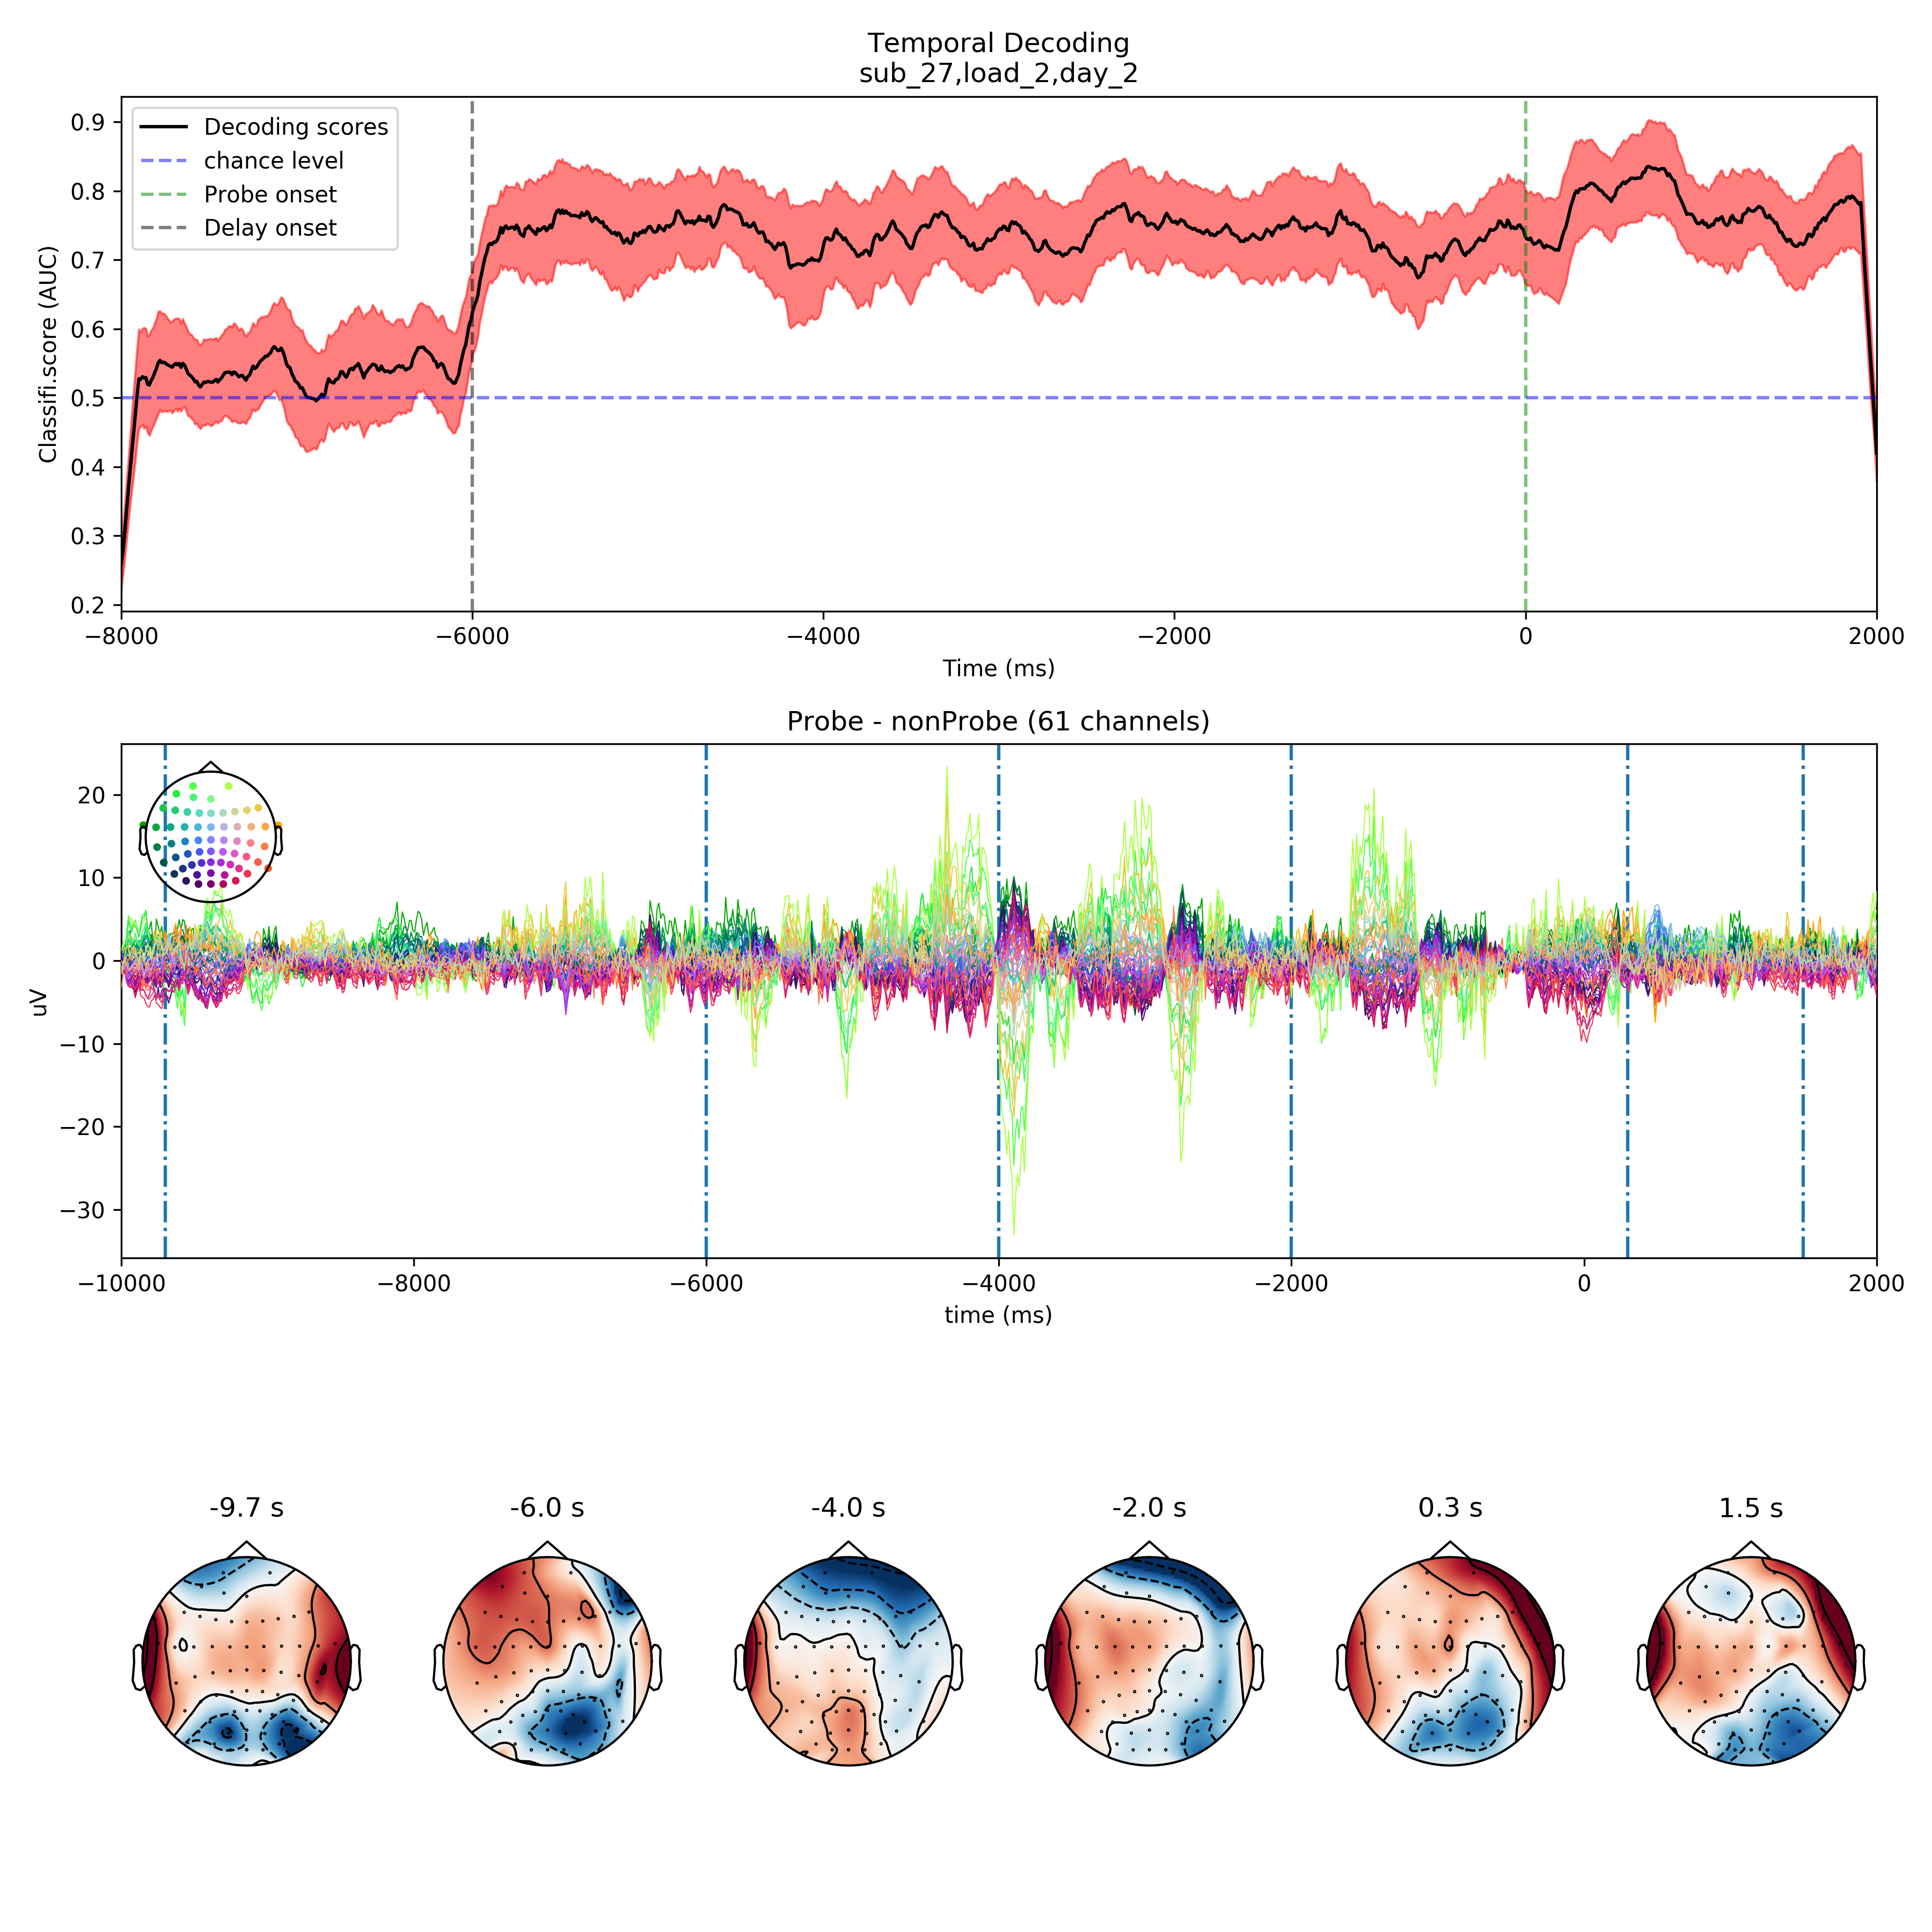 Temporal Decoding
sub_27,load_2,day_2
Decoding scores
chance level
Probe onset
Delay onset
Classifi.score (AUC)
0.9
0.8
0.7
0.6
0.5
0.4
0.3
0.2
−8000 −6000 −4000 −2000 0 2000
Time (ms)
Probe - nonProbe (61 channels)
uV
20
10
0
−10
−20
−30
−10000 −8000 −6000 −4000 −2000 0 2000
time (ms)
-9.7 s -6.0 s -4.0 s -2.0 s 0.3 s 1.5 s